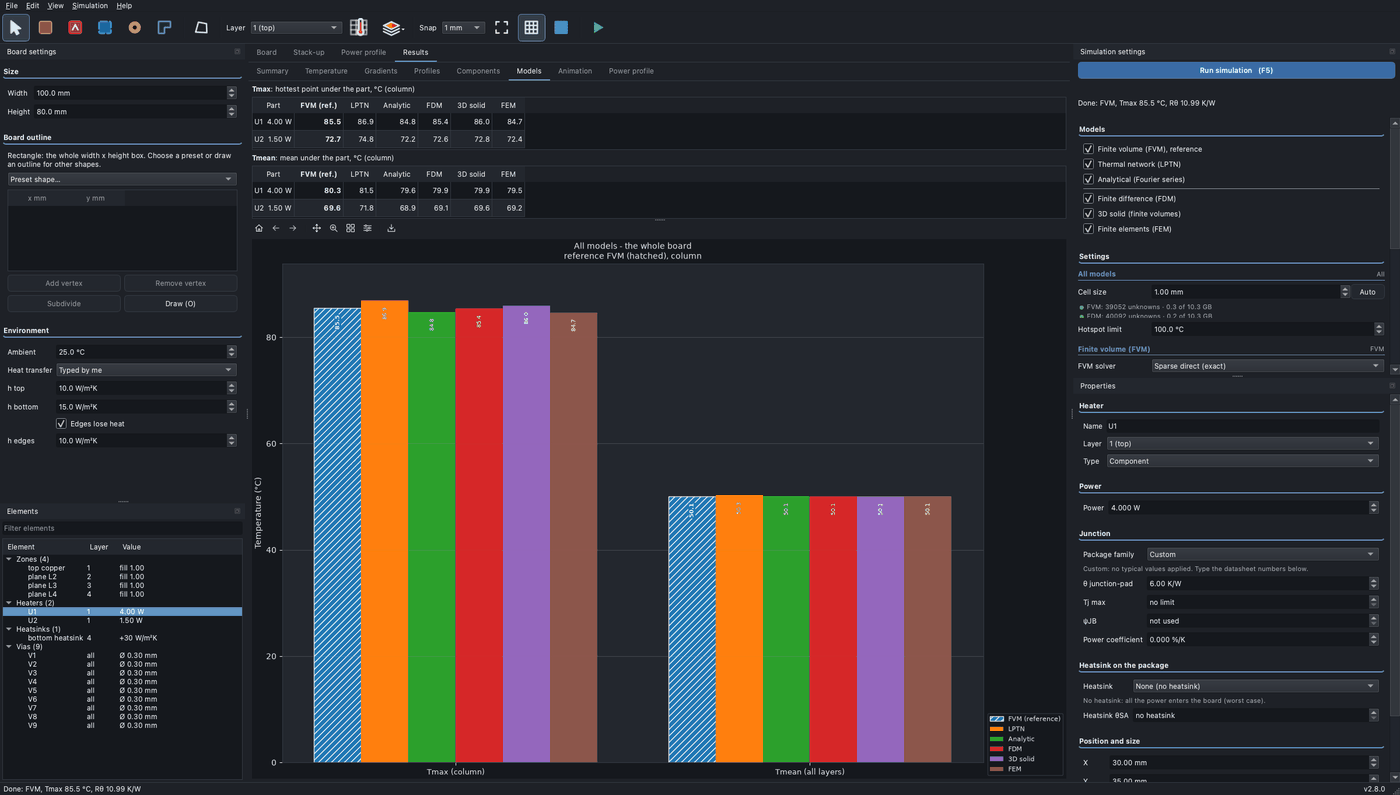 File Edit View Simulation Help
Layer 1 (top) Snap 1 mm
Board settings
Size
Width 100.0 mm
Height 80.0 mm
Board outline
Rectangle: the whole width x height box. Choose a preset or draw
an outline for other shapes.
Preset shape...
x mm y mm
Add vertex Remove vertex
Subdivide Draw (O)
Environment
Ambient 25.0 °C
Heat transfer Typed by me
h top 10.0 W/m²K
h bottom 15.0 W/m²K
Edges lose heat
h edges 10.0 W/m²K
Elements
Filter elements
Element Layer Value
Zones (4)
top copper 1 fill 1.00
plane L2 2 fill 1.00
plane L3 3 fill 1.00
plane L4 4 fill 1.00
Heaters (2)
U1 1 4.00 W
U2 1 1.50 W
Heatsinks (1)
bottom heatsink 4 +30 W/m²K
Vias (9)
V1 all Ø 0.30 mm
V2 all Ø 0.30 mm
V3 all Ø 0.30 mm
V4 all Ø 0.30 mm
V5 all Ø 0.30 mm
V6 all Ø 0.30 mm
V7 all Ø 0.30 mm
V8 all Ø 0.30 mm
V9 all Ø 0.30 mm
Board Stack-up Power profile Results
Summary Temperature Gradients Profiles Components Models Animation Power profile
Tmax: hottest point under the part, °C (column)
Part FVM (ref.) LPTN Analytic FDM 3D solid FEM
U1 4.00 W 85.5 86.9 84.8 85.4 86.0 84.7
U2 1.50 W 72.7 74.8 72.2 72.6 72.8 72.4
Tmean: mean under the part, °C (column)
Part FVM (ref.) LPTN Analytic FDM 3D solid FEM
U1 4.00 W 80.3 81.5 79.6 79.9 79.9 79.5
U2 1.50 W 69.6 71.8 68.9 69.1 69.6 69.2
All models - the whole board
reference FVM (hatched), column
Temperature (°C)
80
60
40
20
0
85.5 84.8 85.4 86.0 84.7
50.1 50.1 50.1 50.1 50.1
Tmax (column) Tmean (all layers)
FVM (reference)
LPTN
Analytic
FDM
3D solid
FEM
Simulation settings
Run simulation (F5)
Done: FVM, Tmax 85.5 °C, Rθ 10.99 K/W
Models
Finite volume (FVM), reference
Thermal network (LPTN)
Analytical (Fourier series)
Finite difference (FDM)
3D solid (finite volumes)
Finite elements (FEM)
Settings
All models All
Cell size 1.00 mm Auto
FVM: 39052 unknowns · 0.3 of 10.3 GB
FDM: 40092 unknowns · 0.2 of 10.3 GB
Hotspot limit 100.0 °C
Finite volume (FVM) FVM
FVM solver Sparse direct (exact)
Properties
Heater
Name U1
Layer 1 (top)
Type Component
Power
Power 4.000 W
Junction
Package family Custom
Custom: no typical values applied. Type the datasheet numbers below.
θ junction-pad 6.00 K/W
Tj max no limit
ψJB not used
Power coefficient 0.000 %/K
Heatsink on the package
Heatsink None (no heatsink)
No heatsink: all the power enters the board (worst case).
Heatsink θSA no heatsink
Position and size
X 30.00 mm
Y 35.00 mm
Done: FVM, Tmax 85.5 °C, Rθ 10.99 K/W v2.8.0